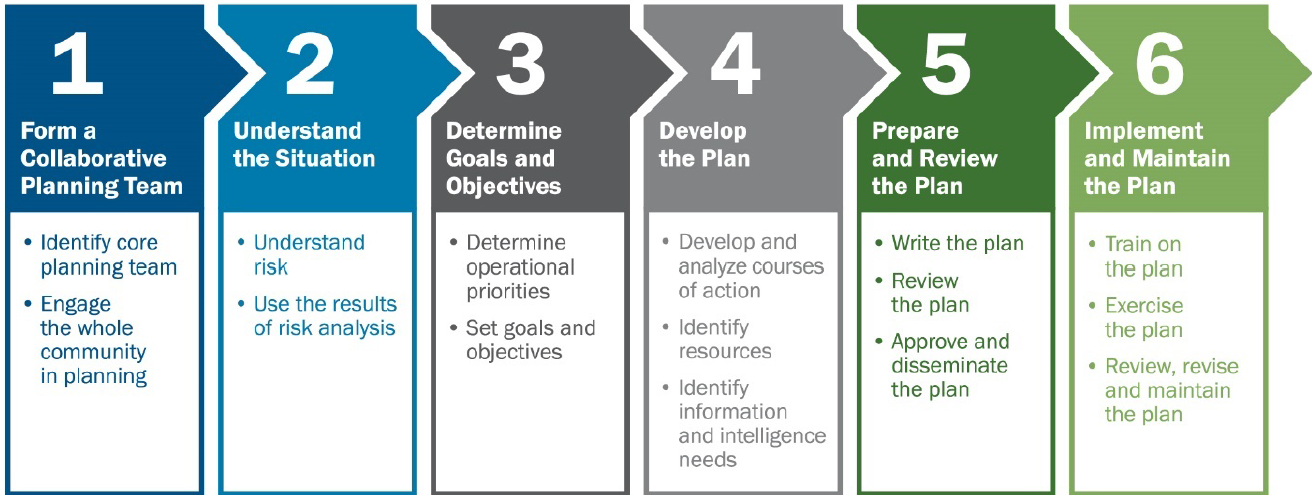 1
Form a
Collaborative
Planning Team
• Identify core
planning team
• Engage
the whole
community
in planning
2
Understand
the Situation
• Understand
risk
• Use the results
of risk analysis
3
Determine
Goals and
Objectives
• Determine
operational
priorities
• Set goals and
objectives
4
Develop
the Plan
• Develop and
analyze courses
of action
• Identify
resources
• Identify
information
and intelligence
needs
5
Prepare
and Review
the Plan
• Write the plan
• Review
the plan
• Approve and
disseminate
the plan
6
Implement
and Maintain
the Plan
• Train on
the plan
• Exercise
the plan
• Review, revise
and maintain
the plan